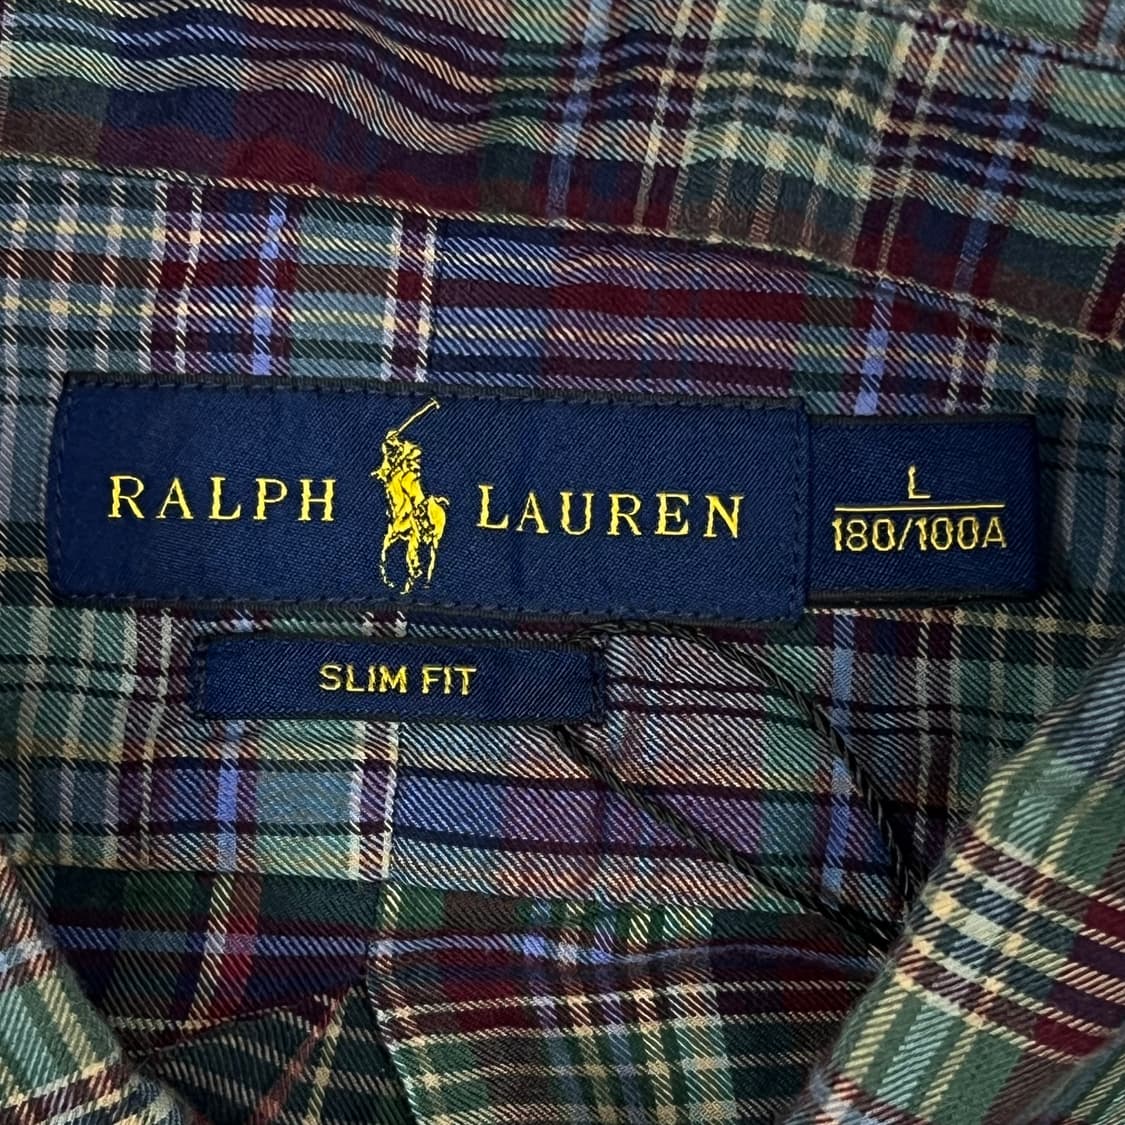 RALPH LAUREN
L
180/100A
SLIM FIT